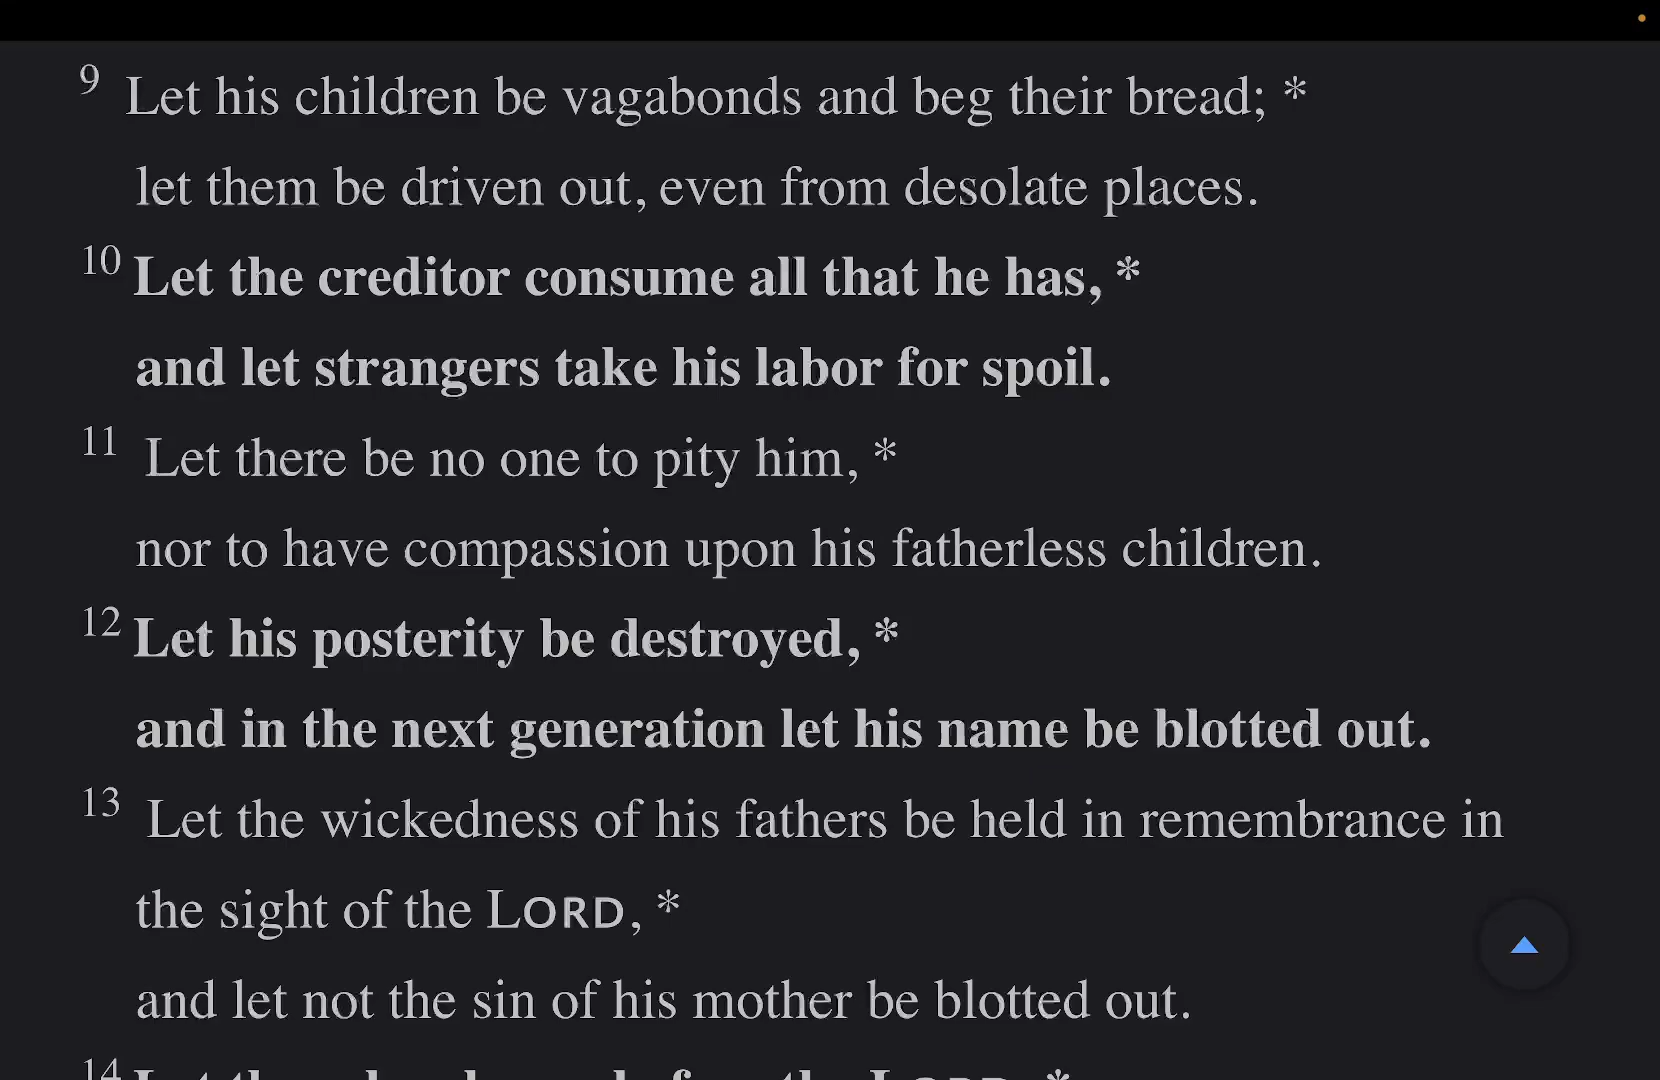 9 Let his children be vagabonds and beg their bread; *
let them be driven out, even from desolate places.
10 Let the creditor consume all that he has, *
and let strangers take his labor for spoil.
11 Let there be no one to pity him, *
nor to have compassion upon his fatherless children.
12 Let his posterity be destroyed, *
and in the next generation let his name be blotted out.
13 Let the wickedness of his fathers be held in remembrance in
the sight of the LORD, *
and let not the sin of his mother be blotted out.
14 Let